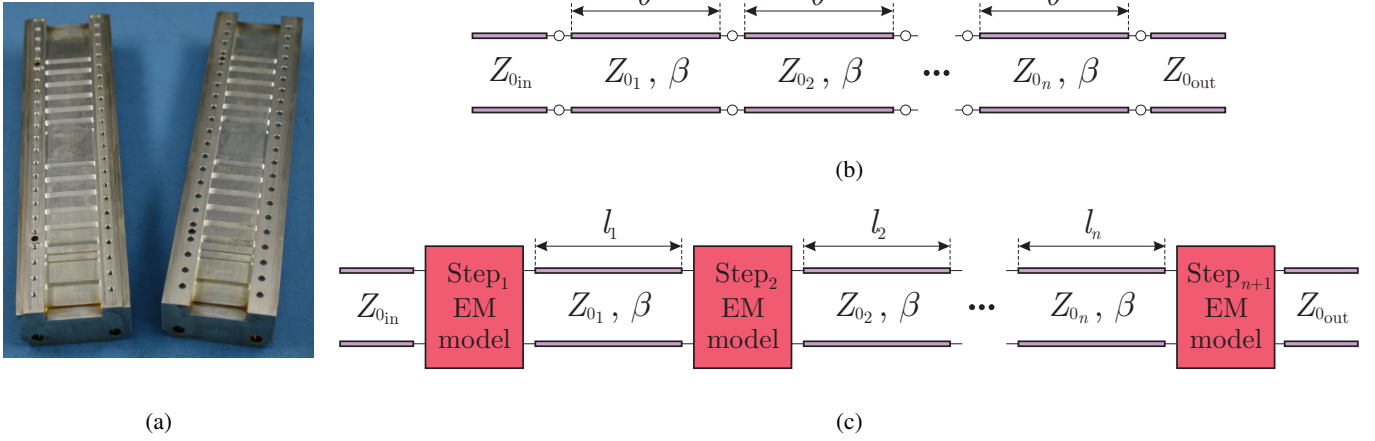 Z0in
Z01 , β
Z02 , β
•••
Z0n , β
Z0out
(b)
l1
l2
ln
Step1
EM
model
Step2
EM
model
Stepn+1
EM
model
Z0in
Z01 , β
Z02 , β
•••
Z0n , β
Z0out
(a)
(c)